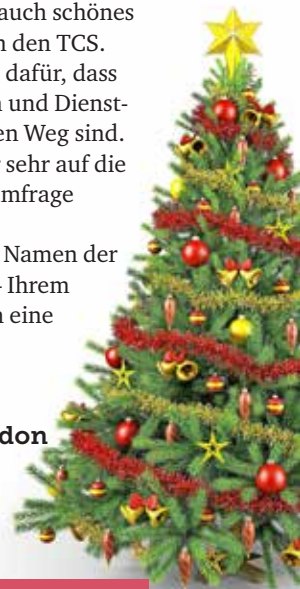 auch schönes
n den TCS.
dafür, dass
n und Dienst-
en Weg sind.
r sehr auf die
mfrage
Namen der
– Ihrem
n eine
don